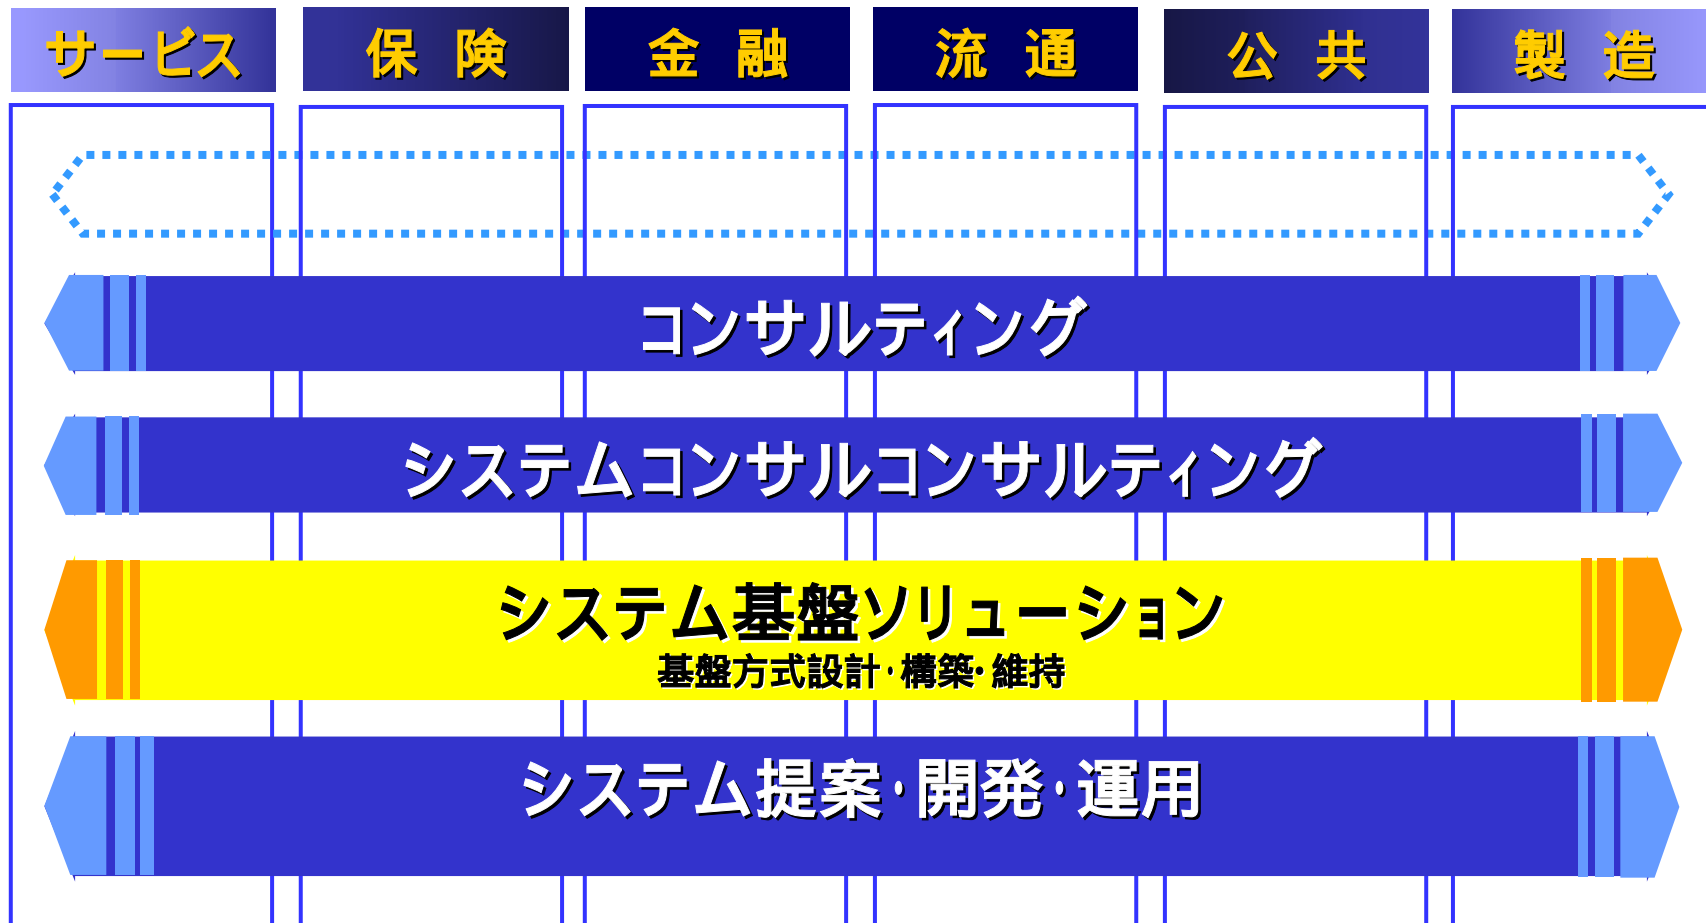 サービス 保 険 金 融 流 通 公 共 製 造
コンサルティング
システムコンサルコンサルティング
システム基盤ソリューション
基盤方式設計・構築・維持
システム提案・開発・運用